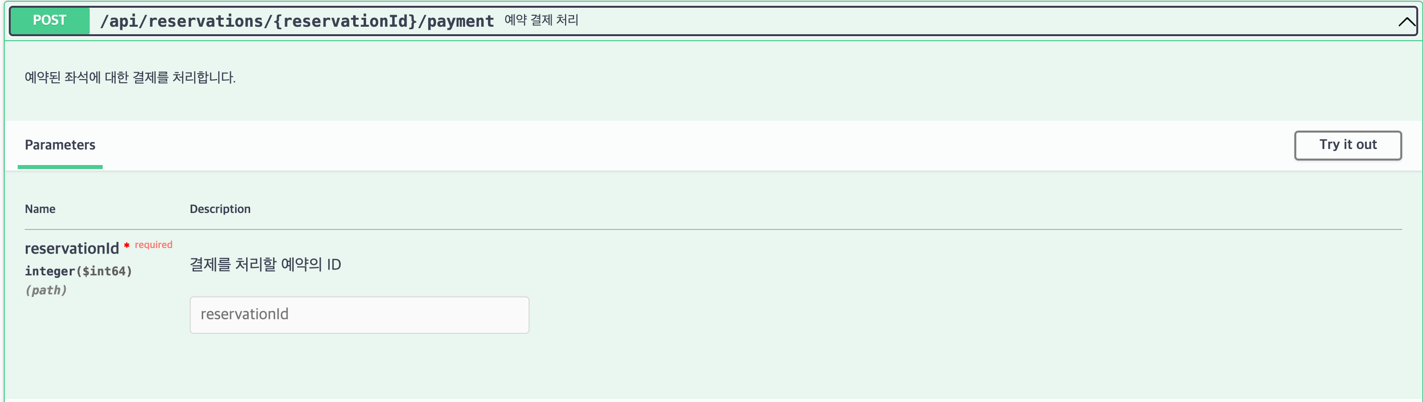 POST /api/reservations/{reservationId}/payment 예약 결제 처리
예약된 좌석에 대한 결제를 처리합니다.
Parameters
Try it out
Name Description
reservationId * required
integer($int64)
(path)
결제를 처리할 예약의 ID
reservationId